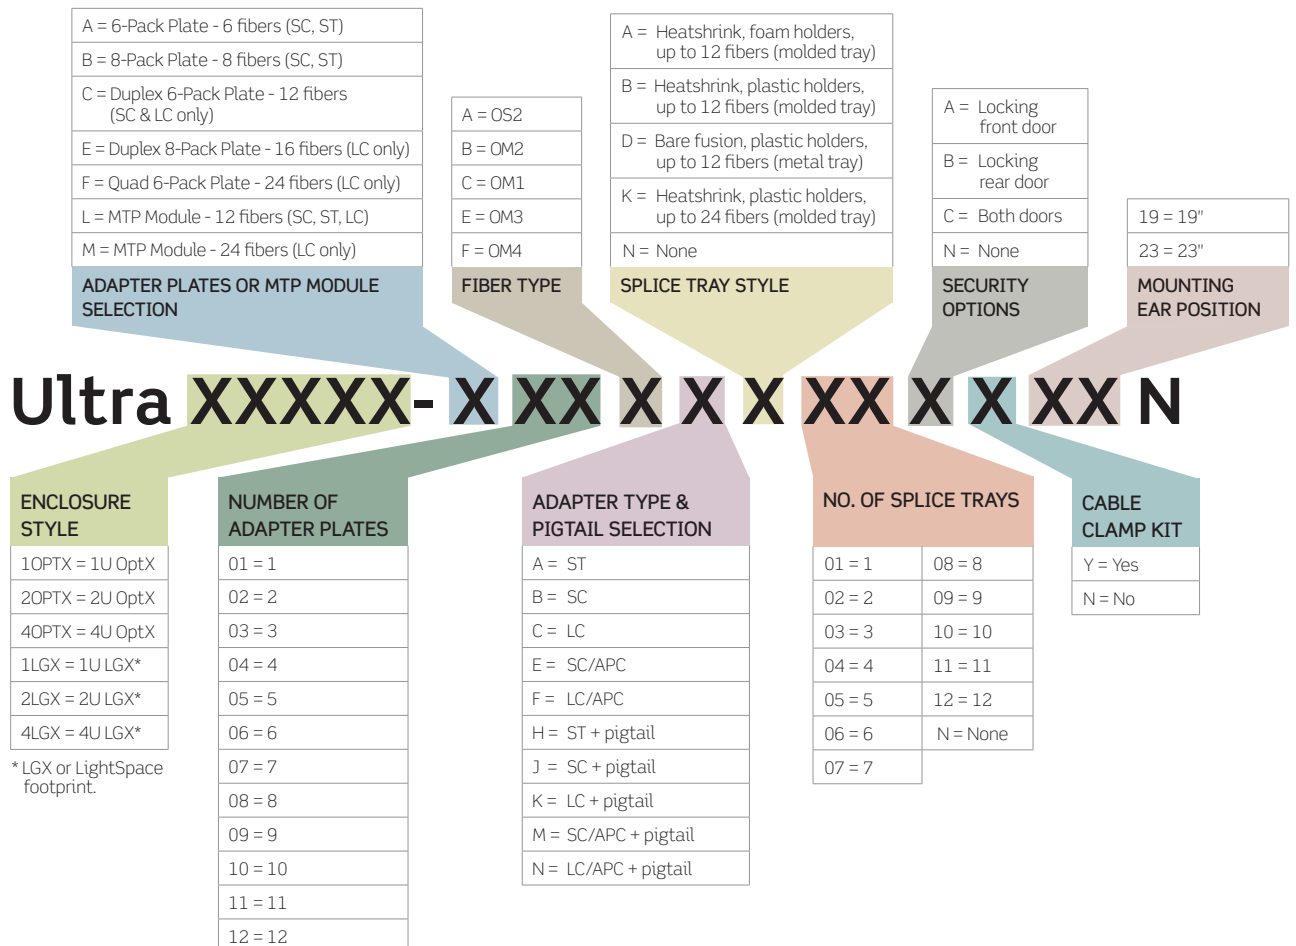 A = 6-Pack Plate - 6 fibers (SC, ST)
B = 8-Pack Plate - 8 fibers (SC, ST)
C = Duplex 6-Pack Plate - 12 fibers
(SC & LC only)
E = Duplex 8-Pack Plate - 16 fibers (LC only)
F = Quad 6-Pack Plate - 24 fibers (LC only)
L = MTP Module - 12 fibers (SC, ST, LC)
M = MTP Module - 24 fibers (LC only)
ADAPTER PLATES OR MTP MODULE
SELECTION
A = OS2
B = OM2
C = OM1
E = OM3
F = OM4
FIBER TYPE
A = Heatshrink, foam holders,
up to 12 fibers (molded tray)
B = Heatshrink, plastic holders,
up to 12 fibers (molded tray)
D = Bare fusion, plastic holders,
up to 12 fibers (metal tray)
K = Heatshrink, plastic holders,
up to 24 fibers (molded tray)
N = None
SPLICE TRAY STYLE
A = Locking
front door
B = Locking
rear door
C = Both doors
N = None
SECURITY
OPTIONS
19 = 19"
23 = 23"
MOUNTING
EAR POSITION
Ultra XXXXX- X XX X X X XX X X XX N
ENCLOSURE
STYLE
1OPTX = 1U OptX
2OPTX = 2U OptX
4OPTX = 4U OptX
1LGX = 1U LGX*
2LGX = 2U LGX*
4LGX = 4U LGX*
* LGX or LightSpace
footprint.
NUMBER OF
ADAPTER PLATES
01 = 1
02 = 2
03 = 3
04 = 4
05 = 5
06 = 6
07 = 7
08 = 8
09 = 9
10 = 10
11 = 11
12 = 12
ADAPTER TYPE &
PIGTAIL SELECTION
A = ST
B = SC
C = LC
E = SC/APC
F = LC/APC
H = ST + pigtail
J = SC + pigtail
K = LC + pigtail
M = SC/APC + pigtail
N = LC/APC + pigtail
NO. OF SPLICE TRAYS
01 = 1
02 = 2
03 = 3
04 = 4
05 = 5
06 = 6
07 = 7
08 = 8
09 = 9
10 = 10
11 = 11
12 = 12
N = None
CABLE
CLAMP KIT
Y = Yes
N = No